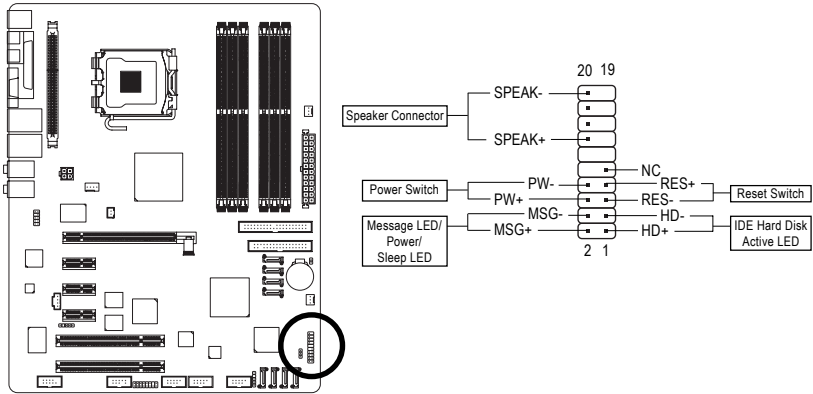 20 19
SPEAK-
Speaker Connector
SPEAK+
NC
Power Switch
PW-
RES+
Reset Switch
PW+
RES-
Message LED/
Power/
Sleep LED
MSG-
HD-
IDE Hard Disk
Active LED
MSG+
HD+
2 1